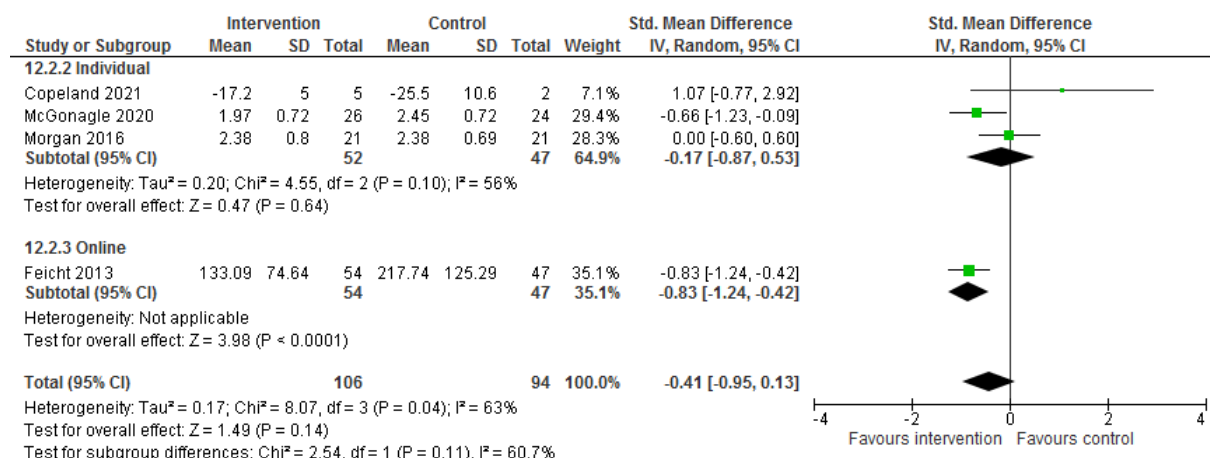 Intervention Control Std. Mean Difference Std. Mean Difference
Study or Subgroup Mean SD Total Mean SD Total Weight IV, Random, 95% CI IV, Random, 95% CI
12.2.2 Individual
Copeland 2021 -17.2 5 5 -25.5 10.6 2 7.1% 1.07 [-0.77, 2.92]
McGonagle 2020 1.97 0.72 26 2.45 0.72 24 29.4% -0.66 [-1.23, -0.09]
Morgan 2016 2.38 0.8 21 2.38 0.69 21 28.3% 0.00 [-0.60, 0.60]
Subtotal (95% CI) 52 47 64.9% -0.17 [-0.87, 0.53]
Heterogeneity: Tau² = 0.20; Chi² = 4.55, df = 2 (P = 0.10); I² = 56%
Test for overall effect: Z = 0.47 (P = 0.64)
12.2.3 Online
Feicht 2013 133.09 74.64 54 217.74 125.29 47 35.1% -0.83 [-1.24, -0.42]
Subtotal (95% CI) 54 47 35.1% -0.83 [-1.24, -0.42]
Heterogeneity: Not applicable
Test for overall effect: Z = 3.98 (P < 0.0001)
Total (95% CI) 106 94 100.0% -0.41 [-0.95, 0.13]
Heterogeneity: Tau² = 0.17; Chi² = 8.07, df = 3 (P = 0.04); I² = 63%
Test for overall effect: Z = 1.49 (P = 0.14)
Test for subgroup differences: Chi² = 2.54, df = 1 (P = 0.11), I² = 60.7%
-4 -2 0 2 4
Favours intervention Favours control